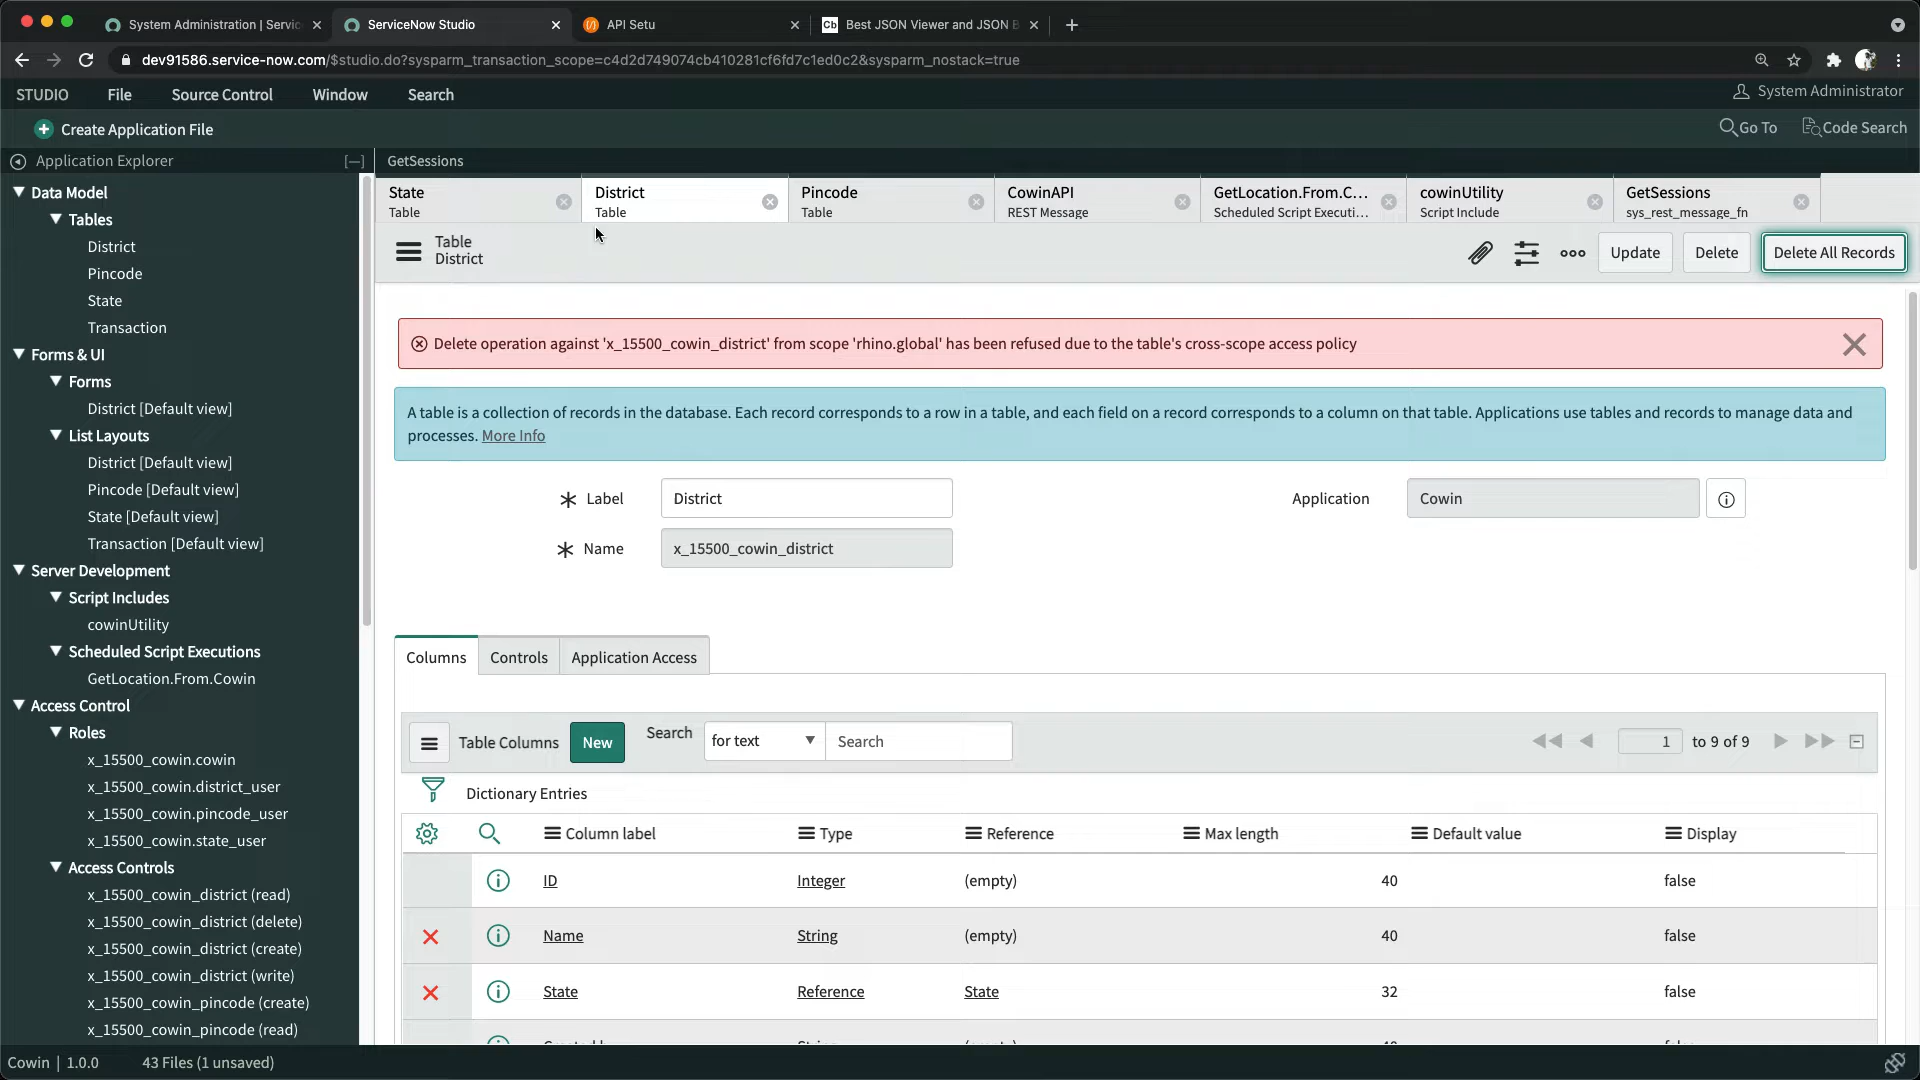 System Administration | Servic
ServiceNow Studio
API Setu
Cb Best JSON Viewer and JSON B
dev91586.service-now.com/$studio.do?sysparm_transaction_scope=c4d2d749074cb410281cf6fd7c1ed0c2&sysparm_nostack=true
STUDIO File Source Control Window Search System Administrator
Create Application File Go To Code Search
Application Explorer [—] GetSessions
State
Table
District
Table
Pincode
Table
CowinAPI
REST Message
GetLocation.From.C...
Scheduled Script Executi...
cowinUtility
Script Include
GetSessions
sys_rest_message_fn
Data Model
Tables
District
Pincode
State
Transaction
Forms & UI
Forms
District [Default view]
List Layouts
District [Default view]
Pincode [Default view]
State [Default view]
Transaction [Default view]
Server Development
Script Includes
cowinUtility
Scheduled Script Executions
GetLocation.From.Cowin
Access Control
Roles
x_15500_cowin.cowin
x_15500_cowin.district_user
x_15500_cowin.pincode_user
x_15500_cowin.state_user
Access Controls
x_15500_cowin_district (read)
x_15500_cowin_district (delete)
x_15500_cowin_district (create)
x_15500_cowin_district (write)
x_15500_cowin_pincode (create)
x_15500_cowin_pincode (read)
Table
District
Update Delete Delete All Records
Delete operation against 'x_15500_cowin_district' from scope 'rhino.global' has been refused due to the table's cross-scope access policy
A table is a collection of records in the database. Each record corresponds to a row in a table, and each field on a record corresponds to a column on that table. Applications use tables and records to manage data and
processes. More Info
Label District Application Cowin
Name x_15500_cowin_district
Columns Controls Application Access
Table Columns New Search for text Search 1 to 9 of 9
Dictionary Entries
Column label Type Reference Max length Default value Display
ID Integer (empty) 40 false
Name String (empty) 40 false
State Reference State 32 false
Cowin | 1.0.0 43 Files (1 unsaved)